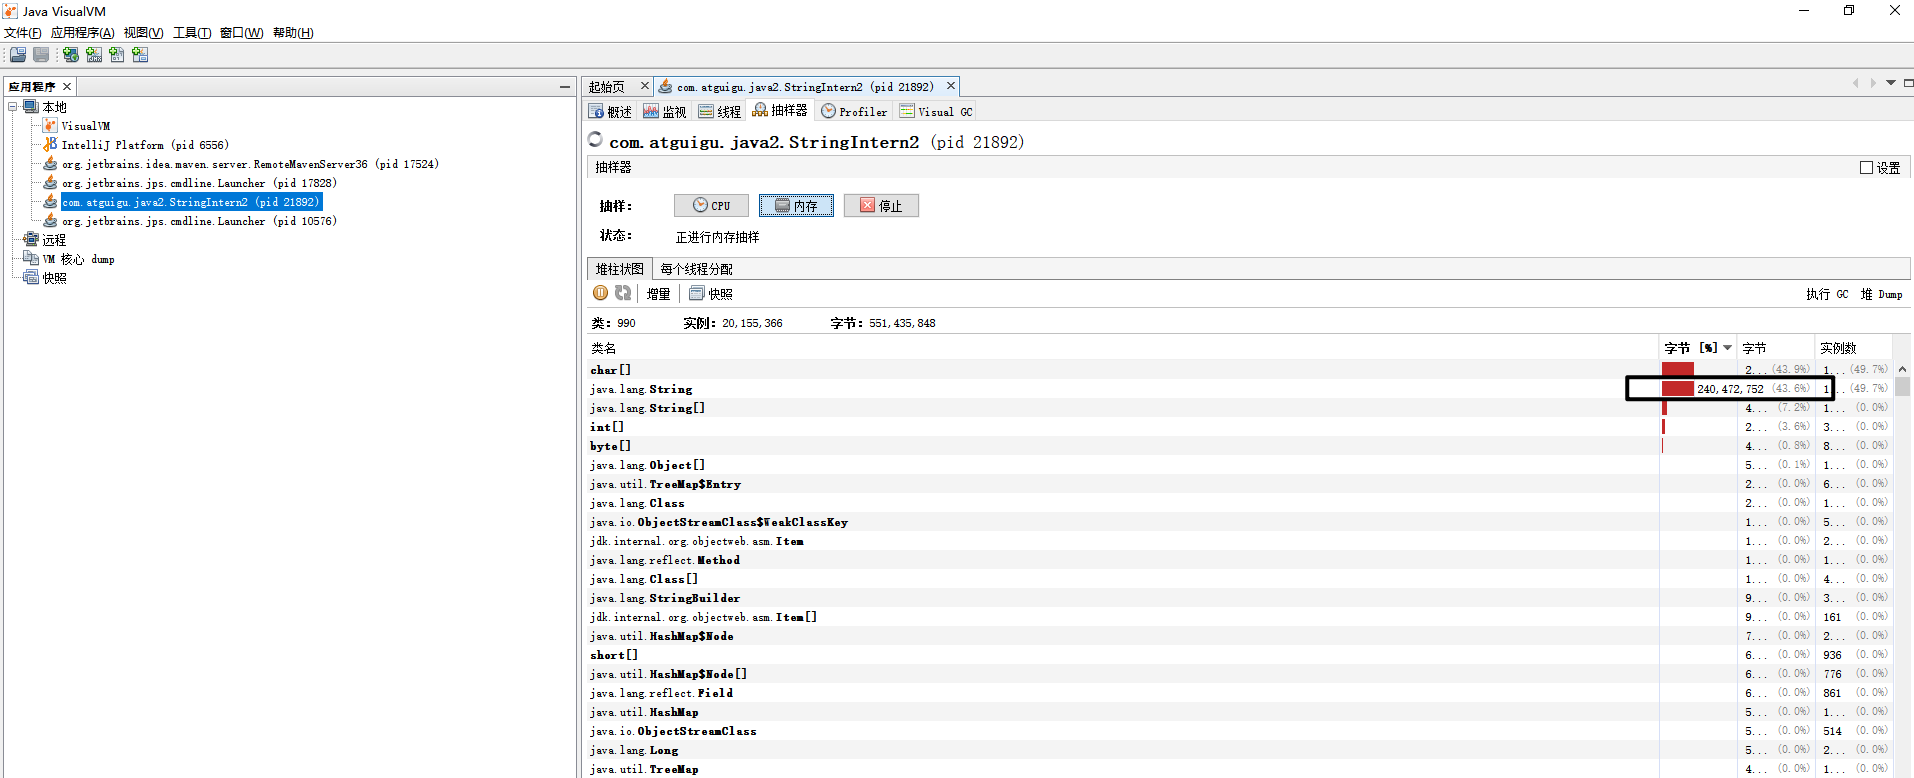 Java VisualVM
文件(F) 应用程序(A) 视图(V) 工具(T) 窗口(W) 帮助(H)
应用程序
本地
VisualVM
IntelliJ Platform (pid 6556)
org.jetbrains.idea.maven.server.RemoteMavenServer36 (pid 17524)
org.jetbrains.jps.cmdline.Launcher (pid 17828)
com.atguigu.java2.StringIntern2 (pid 21892)
org.jetbrains.jps.cmdline.Launcher (pid 10576)
远程
VM 核心 dump
快照
起始页 com.atguigu.java2.StringIntern2 (pid 21892)
概述 监视 线程 抽样器 Profiler Visual GC
com.atguigu.java2.StringIntern2 (pid 21892)
抽样器 设置
抽样: CPU 内存 停止
状态: 正进行内存抽样
堆柱状图 每个线程分配
增量 快照 执行 GC 堆 Dump
类: 990 实例: 20,155,366 字节: 551,435,848
类名 字节 [%] 字节 实例数
char[] 2... (43.9%) 1... (49.7%)
java.lang.String 240,472,752 (43.6%) 1... (49.7%)
java.lang.String[] 4... (7.2%) 1... (0.0%)
int[] 2... (3.6%) 3... (0.0%)
byte[] 4... (0.8%) 8... (0.0%)
java.lang.Object[] 5... (0.1%) 1... (0.0%)
java.util.TreeMap$Entry 2... (0.0%) 6... (0.0%)
java.lang.Class 2... (0.0%) 1... (0.0%)
java.io.ObjectStreamClass$WeakClassKey 1... (0.0%) 5... (0.0%)
jdk.internal.org.objectweb.asm.Item 1... (0.0%) 2... (0.0%)
java.lang.reflect.Method 1... (0.0%) 1... (0.0%)
java.lang.Class[] 1... (0.0%) 4... (0.0%)
java.lang.StringBuilder 9... (0.0%) 3... (0.0%)
jdk.internal.org.objectweb.asm.Item[] 9... (0.0%) 161 (0.0%)
java.util.HashMap$Node 7... (0.0%) 2... (0.0%)
short[] 6... (0.0%) 936 (0.0%)
java.util.HashMap$Node[] 6... (0.0%) 776 (0.0%)
java.lang.reflect.Field 6... (0.0%) 861 (0.0%)
java.util.HashMap 5... (0.0%) 1... (0.0%)
java.io.ObjectStreamClass 5... (0.0%) 514 (0.0%)
java.lang.Long 5... (0.0%) 2... (0.0%)
java.util.TreeMap 4... (0.0%) 1... (0.0%)